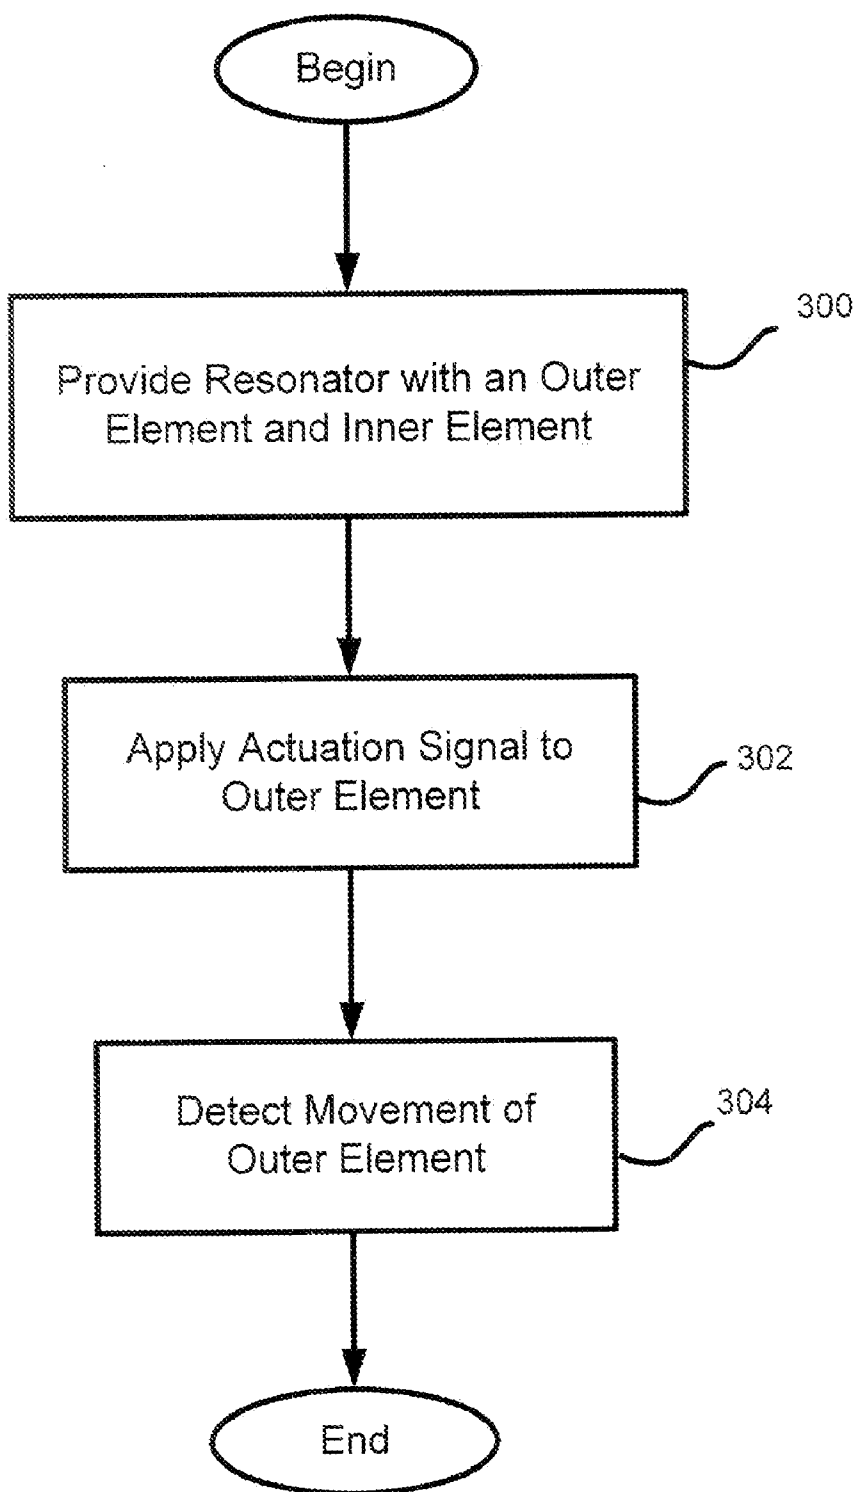 Begin
300
Provide Resonator with an Outer
Element and Inner Element
Apply Actuation Signal to
Outer Element
302
Detect Movement of
Outer Element
304
End